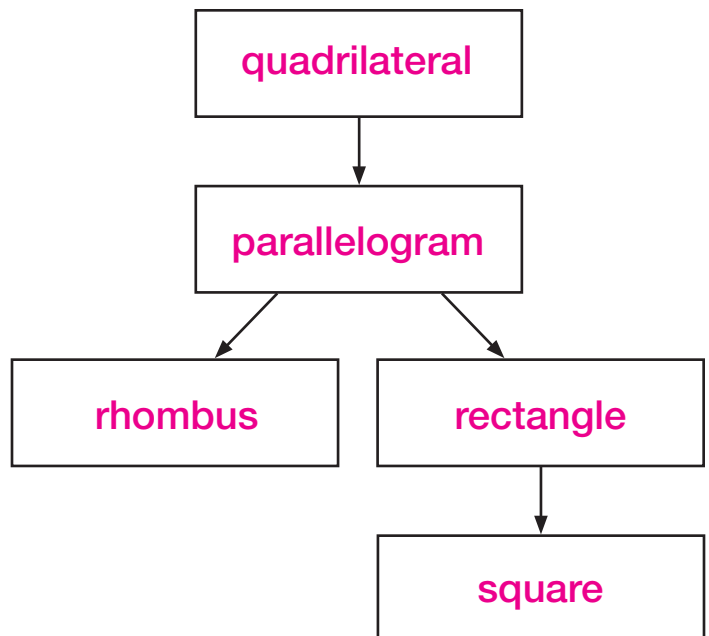 quadrilateral
parallelogram
rhombus
rectangle
square